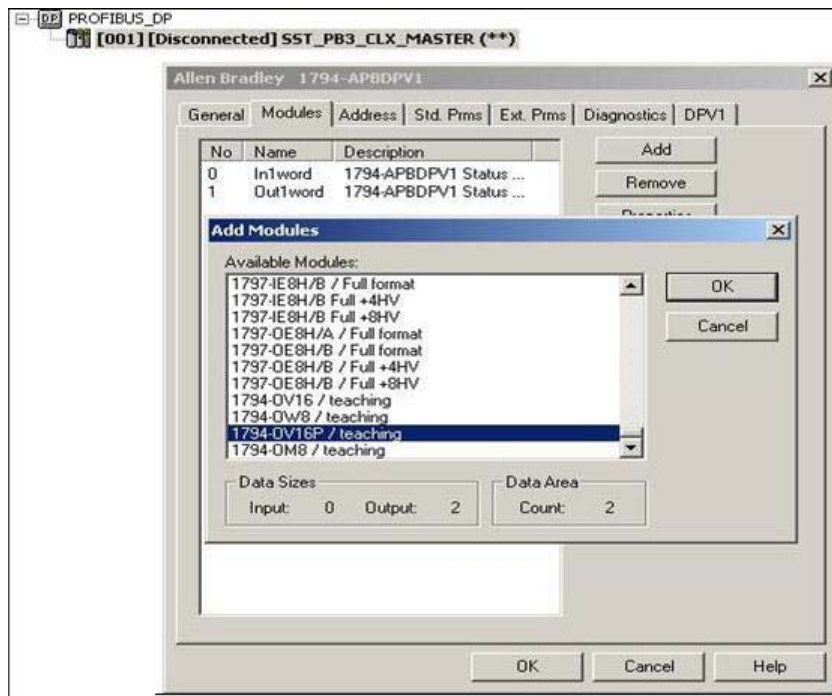 DP PROFIBUS_DP
[001] [Disconnected] SST_PB3_CLX_MASTER (**)
Allen Bradley 1794-APBDPV1
General Modules Address Std. Prms Ext. Prms Diagnostics DPV1
No Name Description
0 In1word 1794-APBDPV1 Status ...
1 Out1word 1794-APBDPV1 Status ...
Add
Remove
Properties
Add Modules
Available Modules:
1797-IE8H/B / Full format
1797-IE8H/B Full +4HV
1797-IE8H/B Full +8HV
1797-OE8H/A / Full format
1797-OE8H/B / Full format
1797-OE8H/B / Full +4HV
1797-OE8H/B / Full +8HV
1794-OV16 / teaching
1794-OW8 / teaching
1794-OV16P / teaching
1794-OM8 / teaching
OK
Cancel
Data Sizes
Input: 0 Output: 2
Data Area
Count: 2
OK Cancel Help